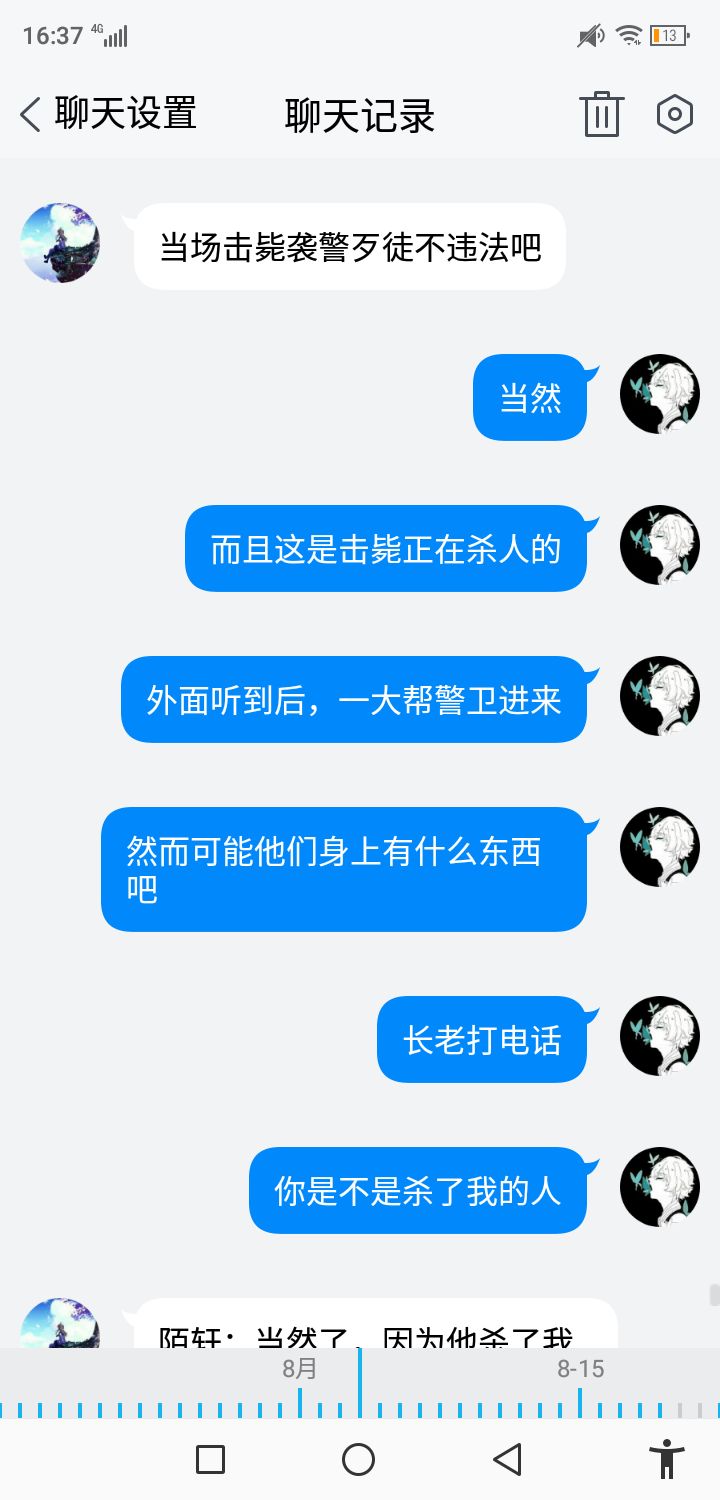 16:37 4G 13
聊天设置 聊天记录
当场击毙袭警歹徒不违法吧
当然
而且这是击毙正在杀人的
外面听到后，一大帮警卫进来
然而可能他们身上有什么东西
吧
长老打电话
你是不是杀了我的人
陌轩：当然了，因为他杀了我
8月 8-15